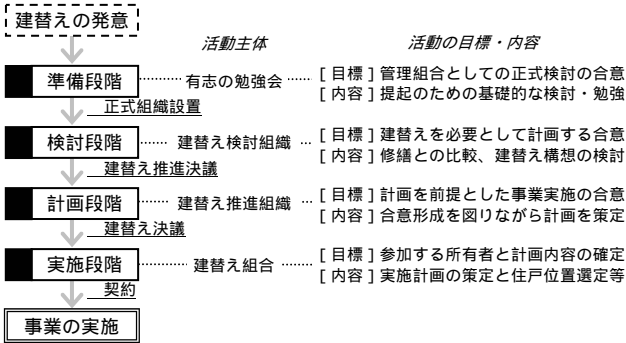 建替えの発意
活動主体 活動の目標・内容
準備段階 有志の勉強会 [ 目標 ] 管理組合としての正式検討の合意
[ 内容 ] 提起のための基礎的な検討・勉強
正式組織設置
検討段階 建替え検討組織 [ 目標 ] 建替えを必要として計画する合意
[ 内容 ] 修繕との比較、建替え構想の検討
建替え推進決議
計画段階 建替え推進組織 [ 目標 ] 計画を前提とした事業実施の合意
[ 内容 ] 合意形成を図りながら計画を策定
建替え決議
実施段階 建替え組合 [ 目標 ] 参加する所有者と計画内容の確定
[ 内容 ] 実施計画の策定と住戸位置選定等
契約
事業の実施